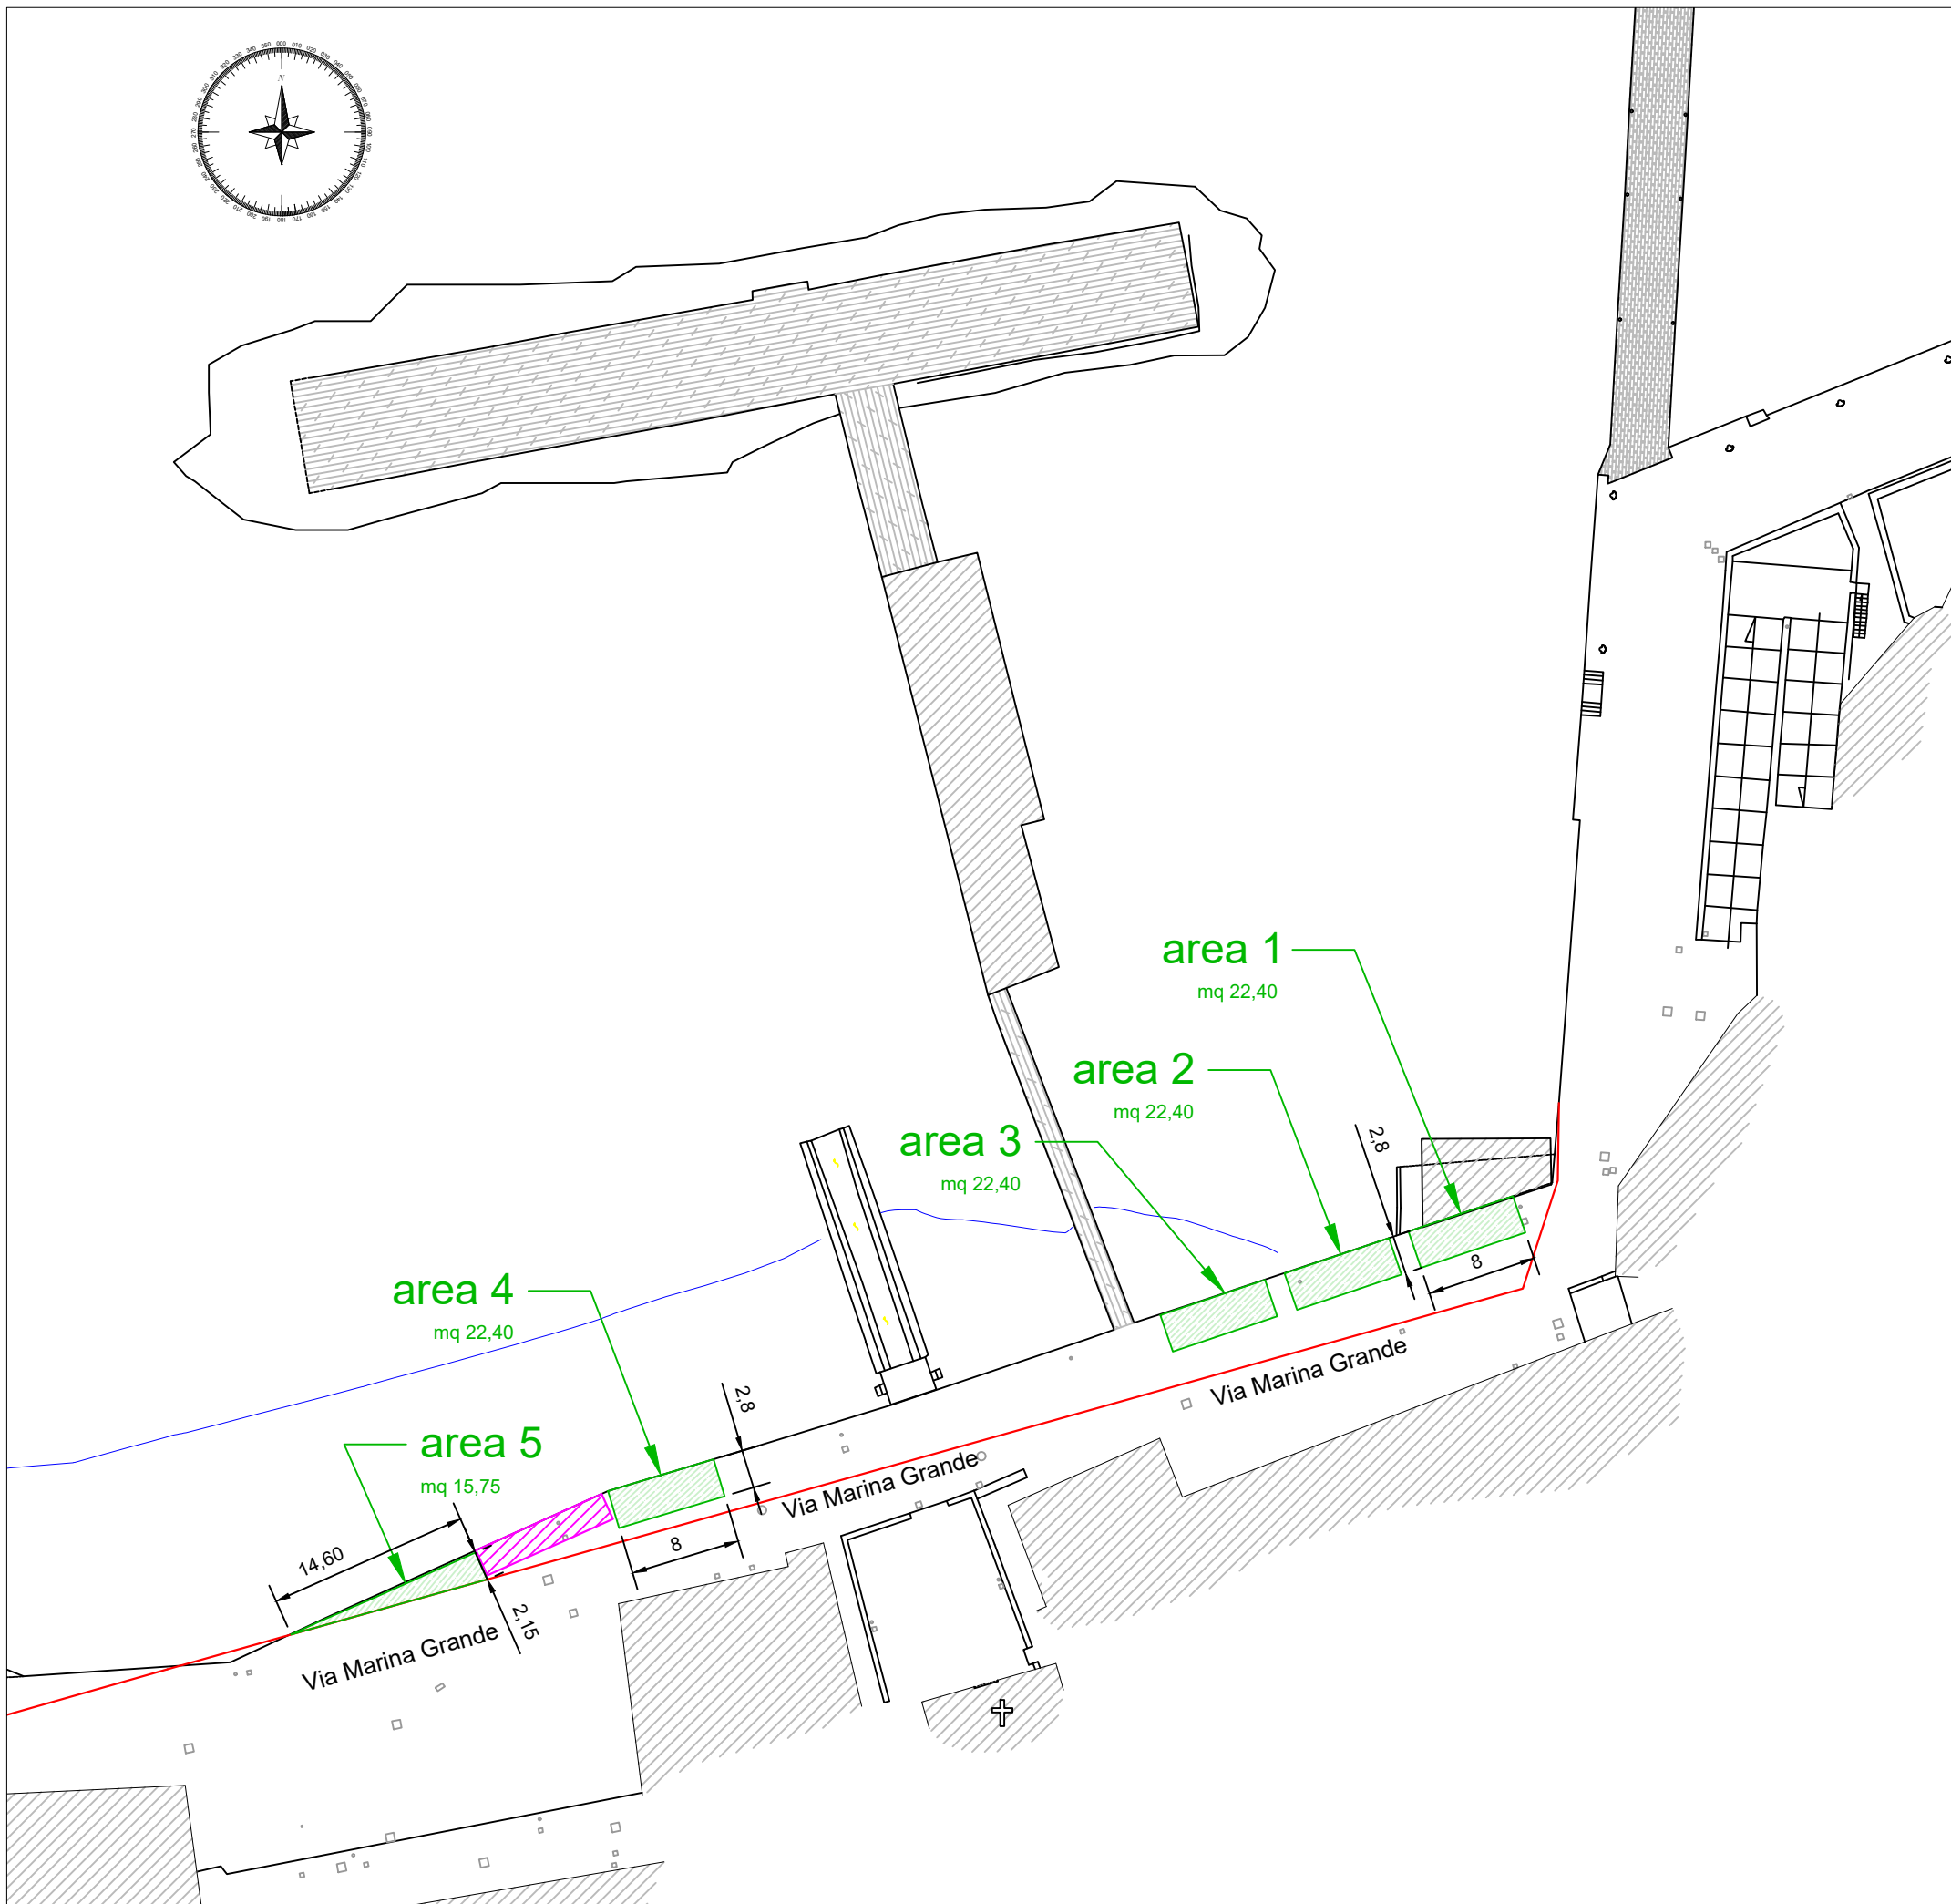 N
area 1
mq 22,40
area 2
mq 22,40
2,8
area 3
mq 22,40
8
area 4
mq 22,40
Via Marina Grande
2,8
area 5
mq 15,75
Via Marina Grande
8
14,60
2,15
Via Marina Grande